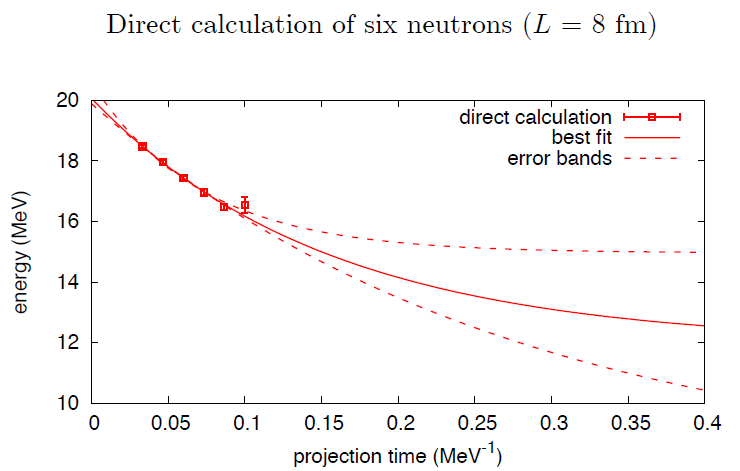 Direct calculation of six neutrons (L = 8 fm)
20
18
16
14
12
10
energy (MeV)
direct calculation
best fit
error bands
0 0.05 0.1 0.15 0.2 0.25 0.3 0.35 0.4
projection time (MeV⁻¹)